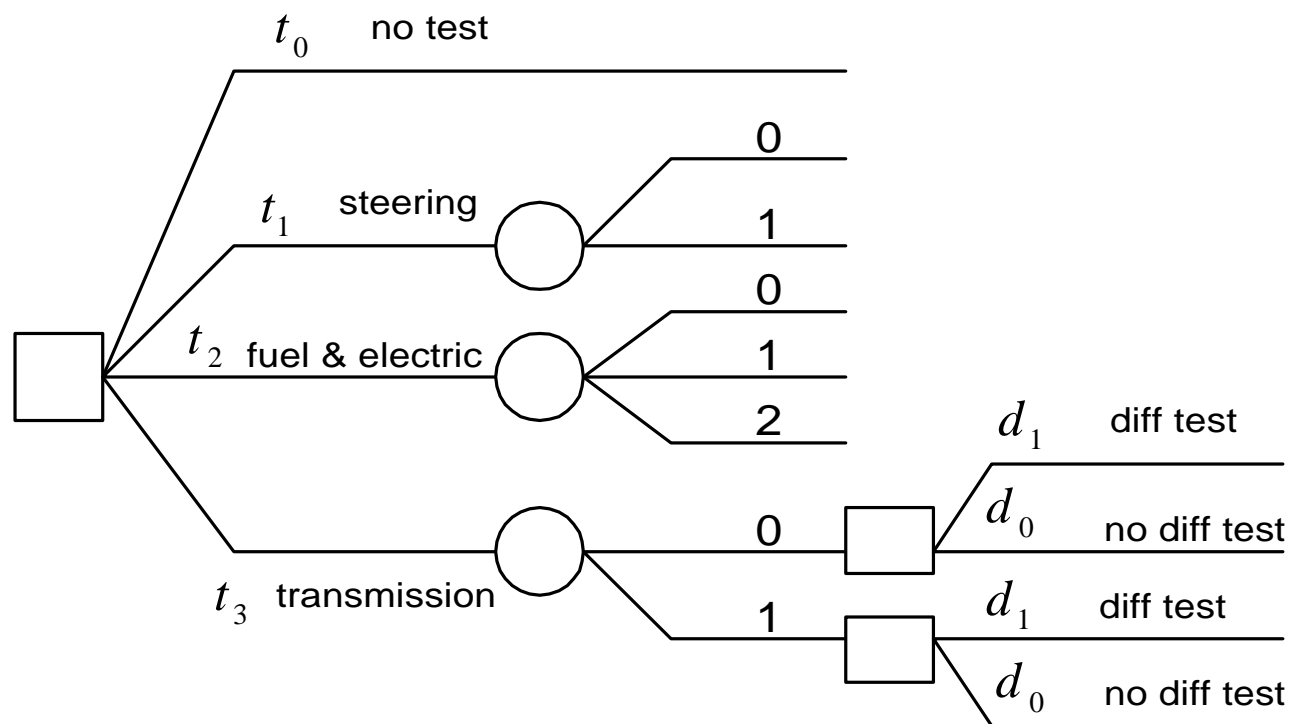 t0 no test
0
t1 steering
1
0
t2 fuel & electric
1
2
d1 diff test
0
d0 no diff test
t3 transmission
1
d1 diff test
d0 no diff test